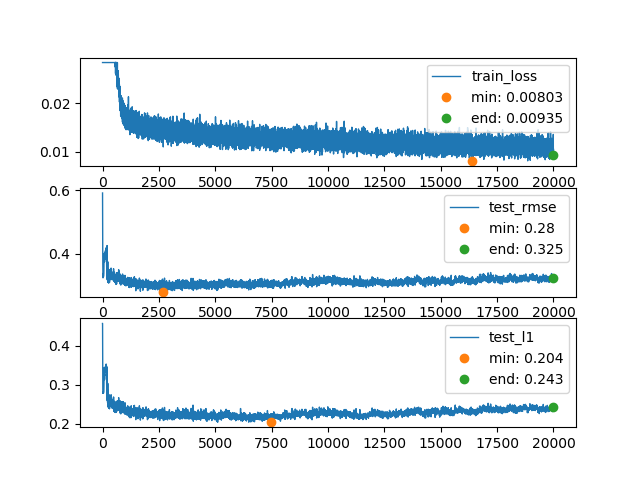 0.02
0.01
train_loss
min: 0.00803
end: 0.00935
0 2500 5000 7500 10000 12500 15000 17500 20000
0.6
0.4
test_rmse
min: 0.28
end: 0.325
0 2500 5000 7500 10000 12500 15000 17500 20000
0.4
0.3
0.2
test_l1
min: 0.204
end: 0.243
0 2500 5000 7500 10000 12500 15000 17500 20000